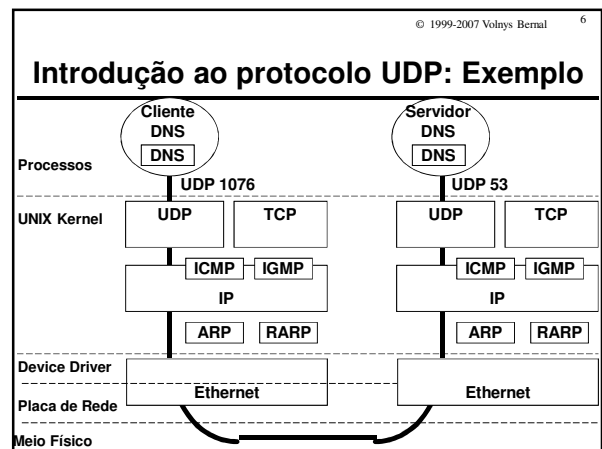 © 1999-2007 Volnys Bernal 6
Introdução ao protocolo UDP: Exemplo
Cliente
DNS
DNS
Servidor
DNS
DNS
Processos
UDP 1076
UDP 53
UNIX Kernel
UDP
TCP
UDP
TCP
ICMP
IGMP
ICMP
IGMP
IP
IP
ARP
RARP
ARP
RARP
Device Driver
Ethernet
Ethernet
Placa de Rede
Meio Físico